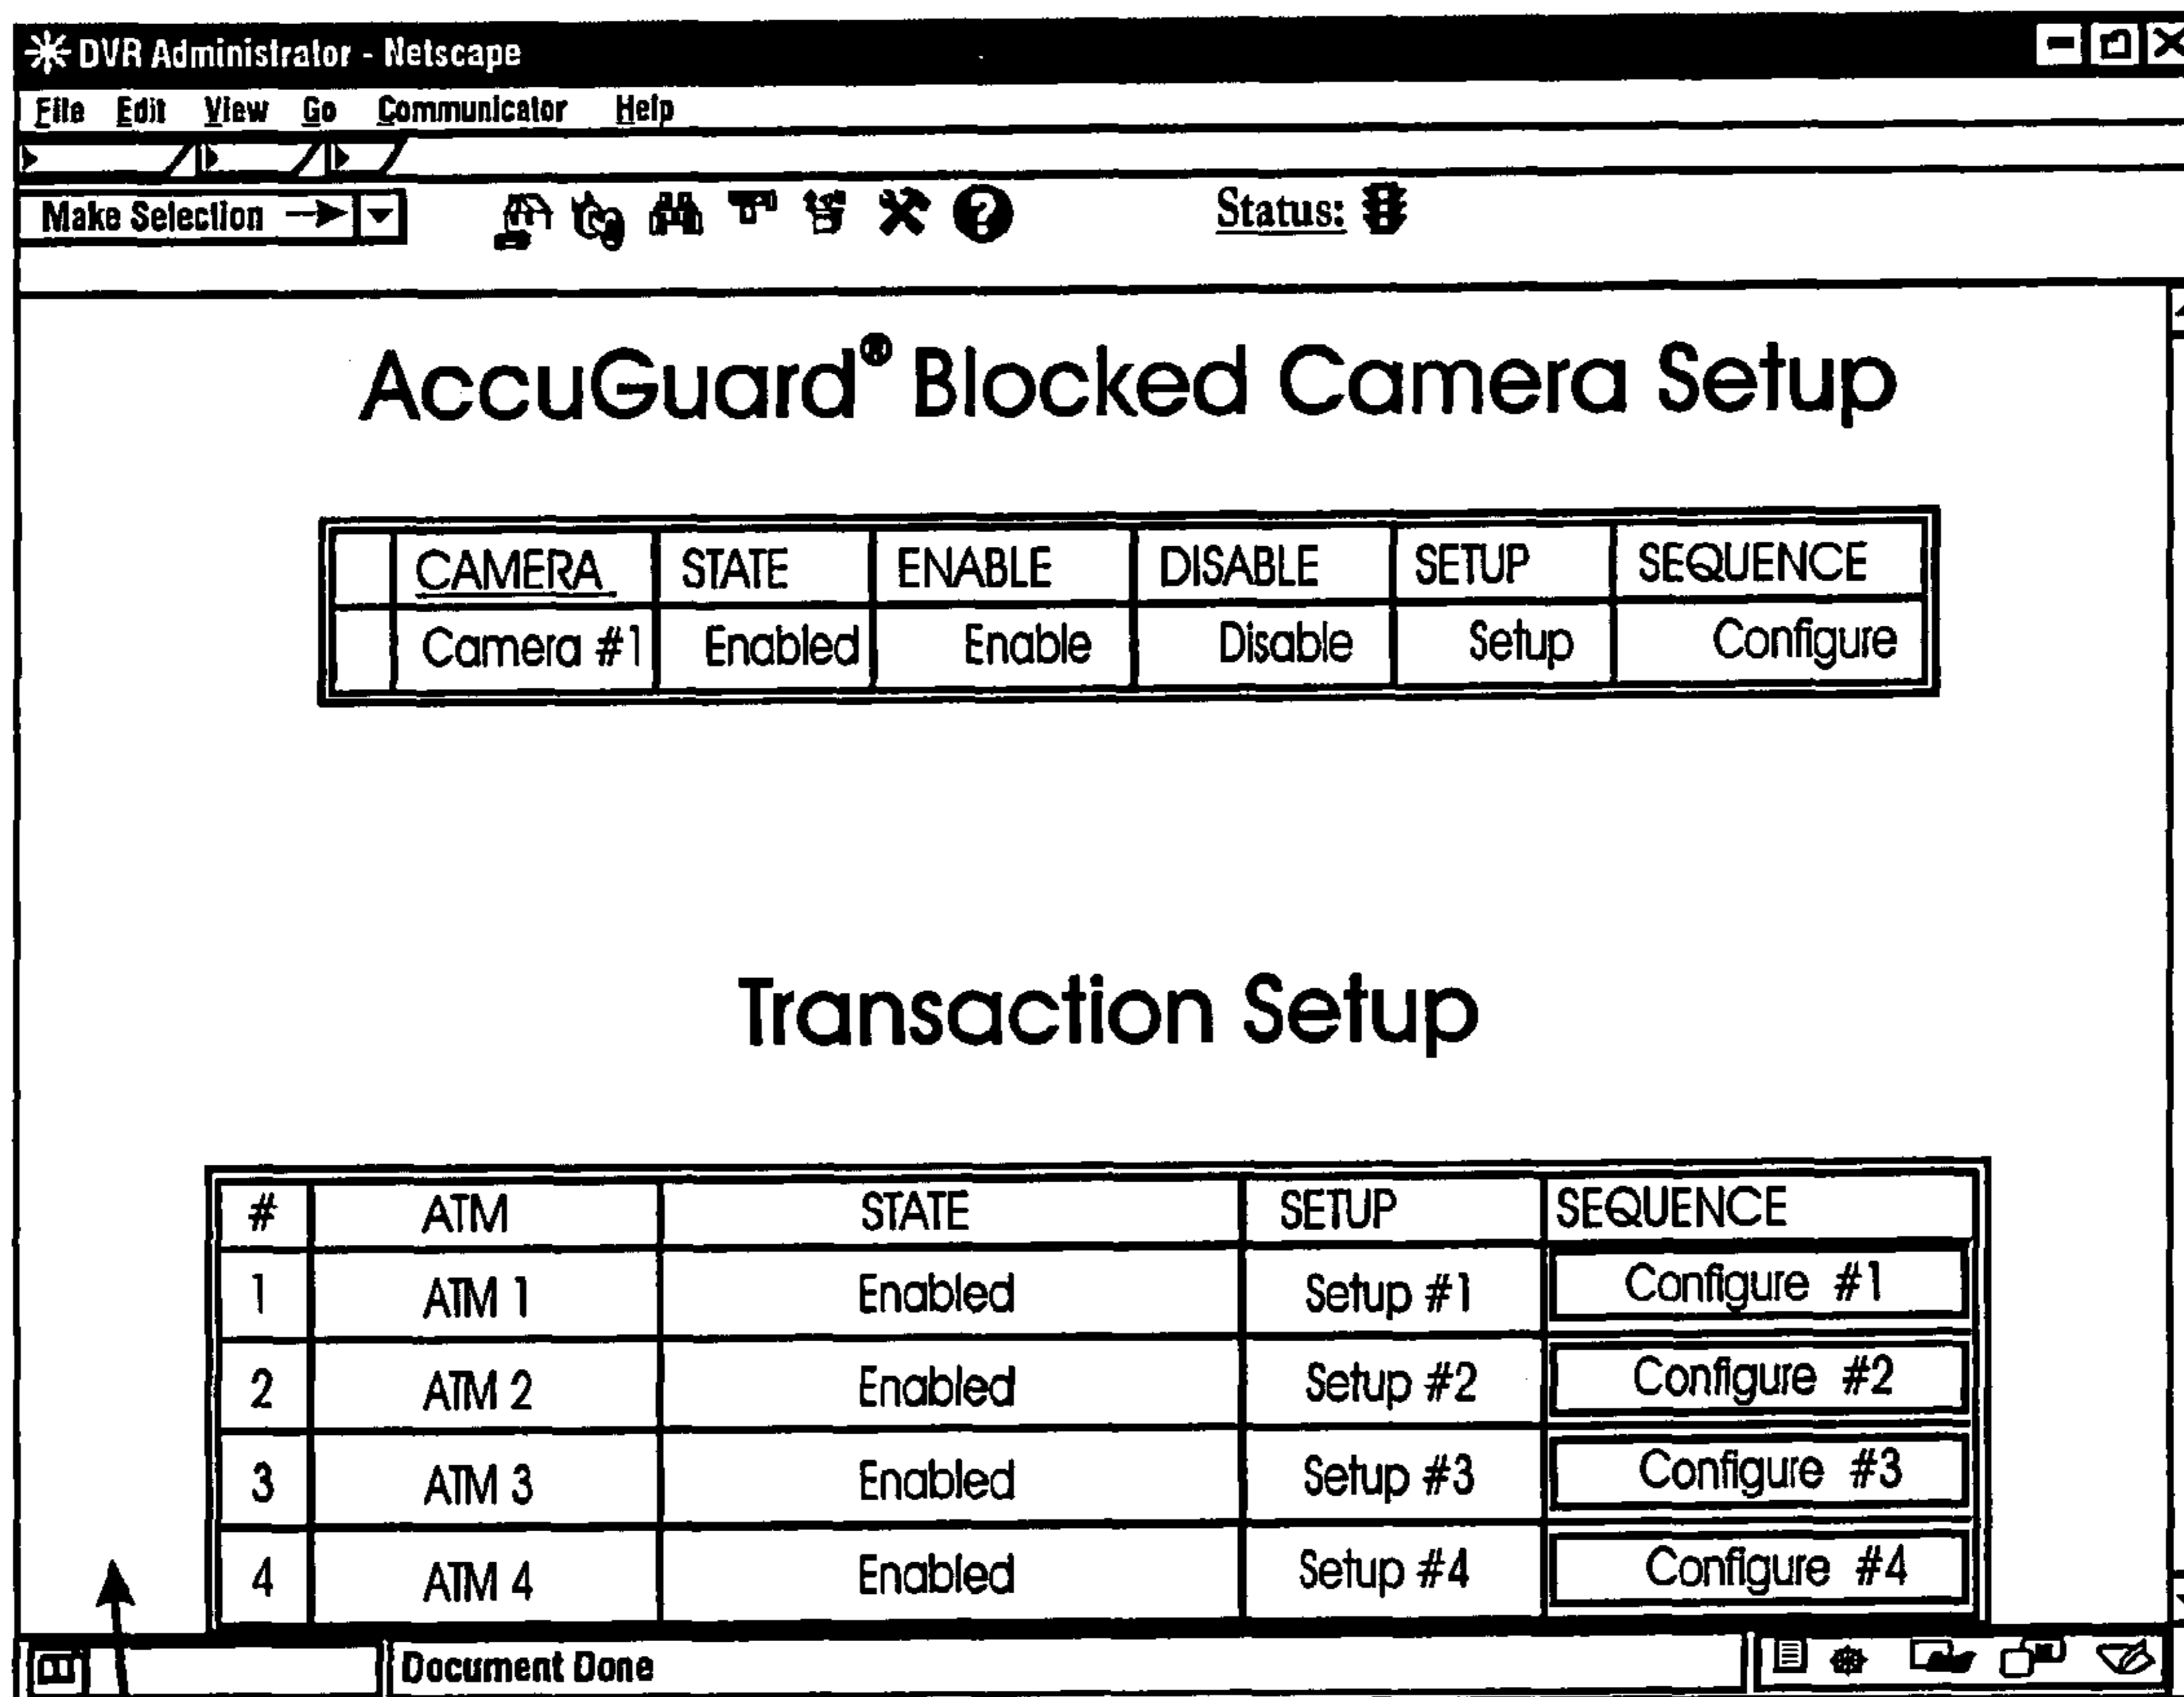 DVR Administrator - Netscape
File Edit View Go Communicator Help
Make Selection
Status:
AccuGuard® Blocked Camera Setup
CAMERA STATE ENABLE DISABLE SETUP SEQUENCE
Camera #1 Enabled Enable Disable Setup Configure
Transaction Setup
# ATM STATE SETUP SEQUENCE
1 ATM 1 Enabled Setup #1 Configure #1
2 ATM 2 Enabled Setup #2 Configure #2
3 ATM 3 Enabled Setup #3 Configure #3
4 ATM 4 Enabled Setup #4 Configure #4
Document Done